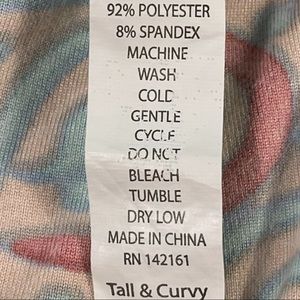 92% POLYESTER
8% SPANDEX
MACHINE
WASH
COLD
GENTLE
CYCLE
DO NOT
BLEACH
TUMBLE
DRY LOW
MADE IN CHINA
RN 142161
Tall & Curvy